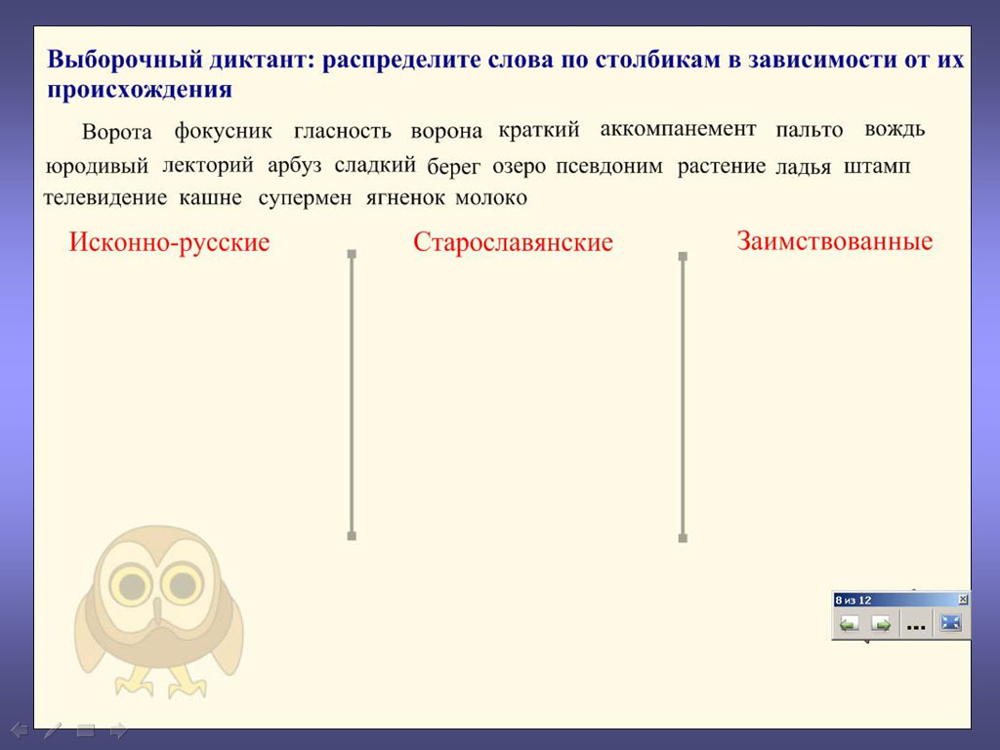 Выборочный диктант: распределите слова по столбикам в зависимости от их
происхождения
Ворота фокусник гласность ворона краткий аккомпанемент пальто вождь
юродивый лекторий арбуз сладкий берег озеро псевдоним растение ладья штамп
телевидение кашне супермен ягненок молоко
Исконно-русские Старославянские Заимствованные
8 из 12
...